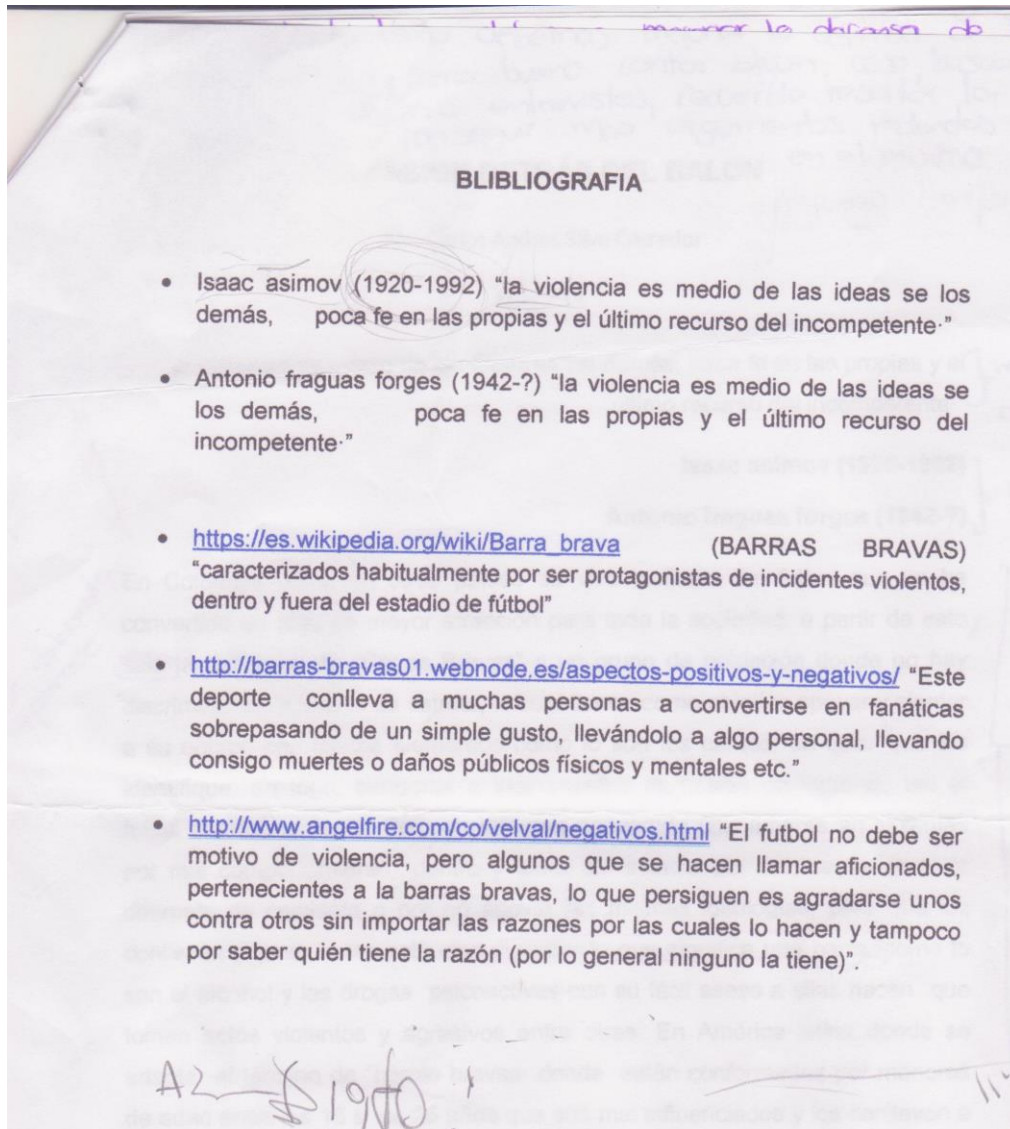 mejorar la defensa de
BLIBLIOGRAFIA
• Isaac asimov (1920-1992) “la violencia es medio de las ideas se los
demás, poca fe en las propias y el último recurso del incompetente·”
• Antonio fraguas forges (1942-?) “la violencia es medio de las ideas se
los demás, poca fe en las propias y el último recurso del
incompetente·”
• https://es.wikipedia.org/wiki/Barra_brava (BARRAS BRAVAS)
“caracterizados habitualmente por ser protagonistas de incidentes violentos,
dentro y fuera del estadio de fútbol”
• http://barras-bravas01.webnode.es/aspectos-positivos-y-negativos/ “Este
deporte conlleva a muchas personas a convertirse en fanáticas
sobrepasando de un simple gusto, llevándolo a algo personal, llevando
consigo muertes o daños públicos físicos y mentales etc.”
• http://www.angelfire.com/co/velval/negativos.html “El futbol no debe ser
motivo de violencia, pero algunos que se hacen llamar aficionados,
pertenecientes a la barras bravas, lo que persiguen es agradarse unos
contra otros sin importar las razones por las cuales lo hacen y tampoco
por saber quién tiene la razón (por lo general ninguno la tiene)”.